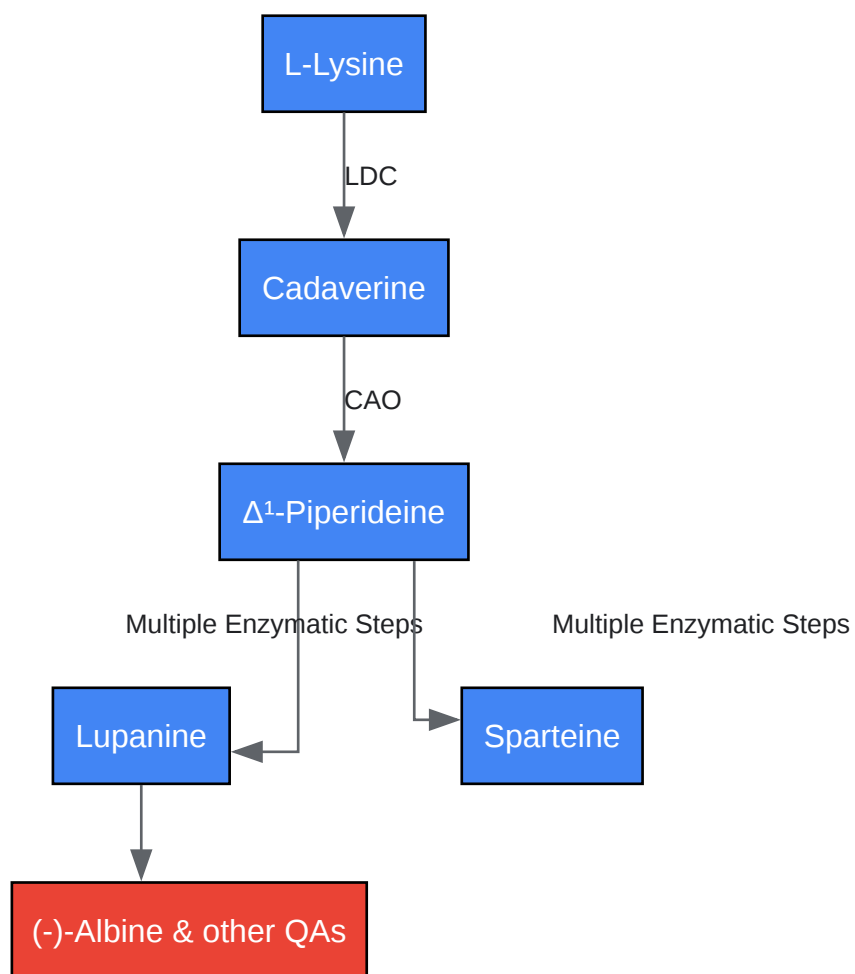 L-Lysine
LDC
Cadaverine
CAO
Δ¹-Piperideine
Multiple Enzymatic Steps
Multiple Enzymatic Steps
Lupanine
Sparteine
(-)-Albine & other QAs